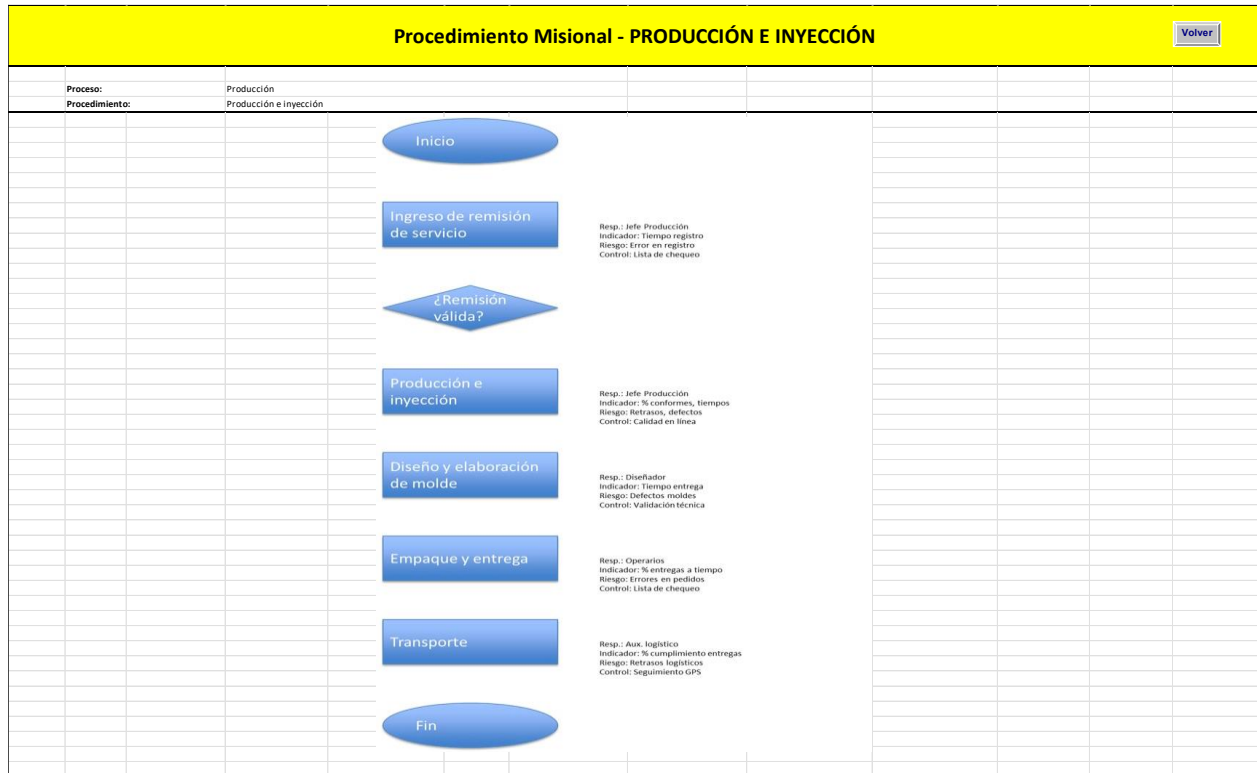 Procedimiento Misional - PRODUCCIÓN E INYECCIÓN
Volver
Proceso: Producción
Procedimiento: Producción e inyección
Inicio
Ingreso de remisión
de servicio
Resp.: Jefe Producción
Indicador: Tiempo registro
Riesgo: Error en registro
Control: Lista de chequeo
¿Remisión
válida?
Producción e
inyección
Resp.: Jefe Producción
Indicador: % conformes, tiempos
Riesgo: Retrasos, defectos
Control: Calidad en línea
Diseño y elaboración
de molde
Resp.: Diseñador
Indicador: Tiempo entrega
Riesgo: Defectos moldes
Control: Validación técnica
Empaque y entrega
Resp.: Operarios
Indicador: % entregas a tiempo
Riesgo: Errores en pedidos
Control: Lista de chequeo
Transporte
Resp.: Aux. logístico
Indicador: % cumplimiento entregas
Riesgo: Retrasos logísticos
Control: Seguimiento GPS
Fin